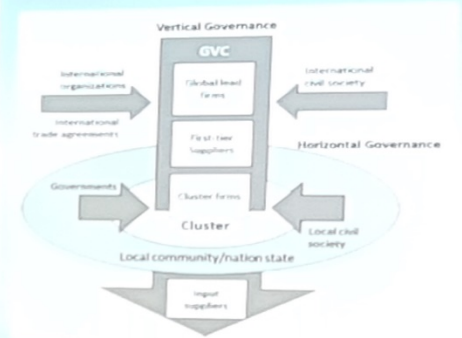 Vertical Governance
GVC
International
organizations
Global lead
firms
International
civil society
International
trade agreements
First-tier
Suppliers
Horizontal Governance
Governments
Cluster firms
Cluster
Local civil
society
Local community/nation state
Input
suppliers